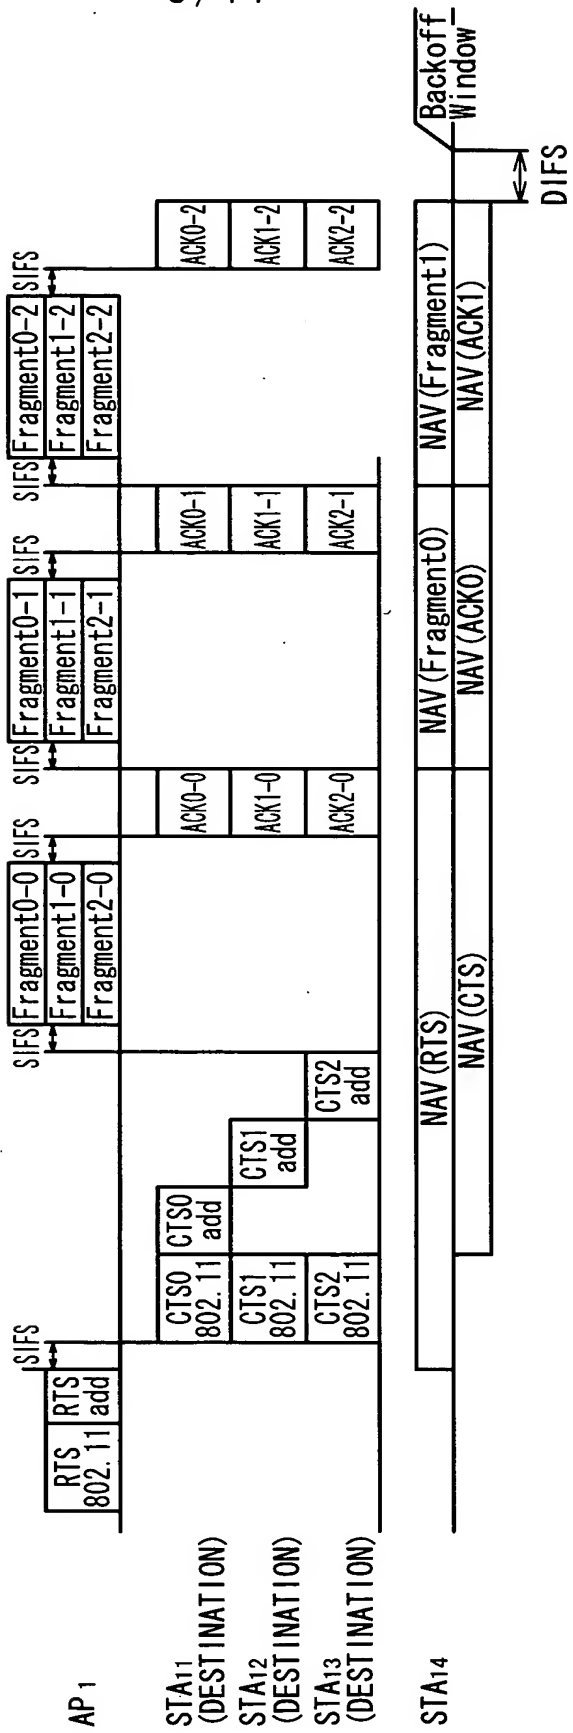 AP1
RTS
802.11
RTS
add
SIFS
SIFS
Fragment0-0
Fragment1-0
Fragment2-0
SIFS
SIFS
Fragment0-1
Fragment1-1
Fragment2-1
SIFS
SIFS
Fragment0-2
Fragment1-2
Fragment2-2
SIFS
STA11
(DESTINATION)
CTS0
802.11
CTS0
add
ACK0-0
ACK0-1
ACK0-2
STA12
(DESTINATION)
CTS1
802.11
CTS1
add
ACK1-0
ACK1-1
ACK1-2
STA13
(DESTINATION)
CTS2
802.11
CTS2
add
ACK2-0
ACK2-1
ACK2-2
STA14
NAV(RTS)
NAV(Fragment0)
NAV(Fragment1)
Backoff
Window
NAV(CTS)
NAV(ACK0)
NAV(ACK1)
DIFS